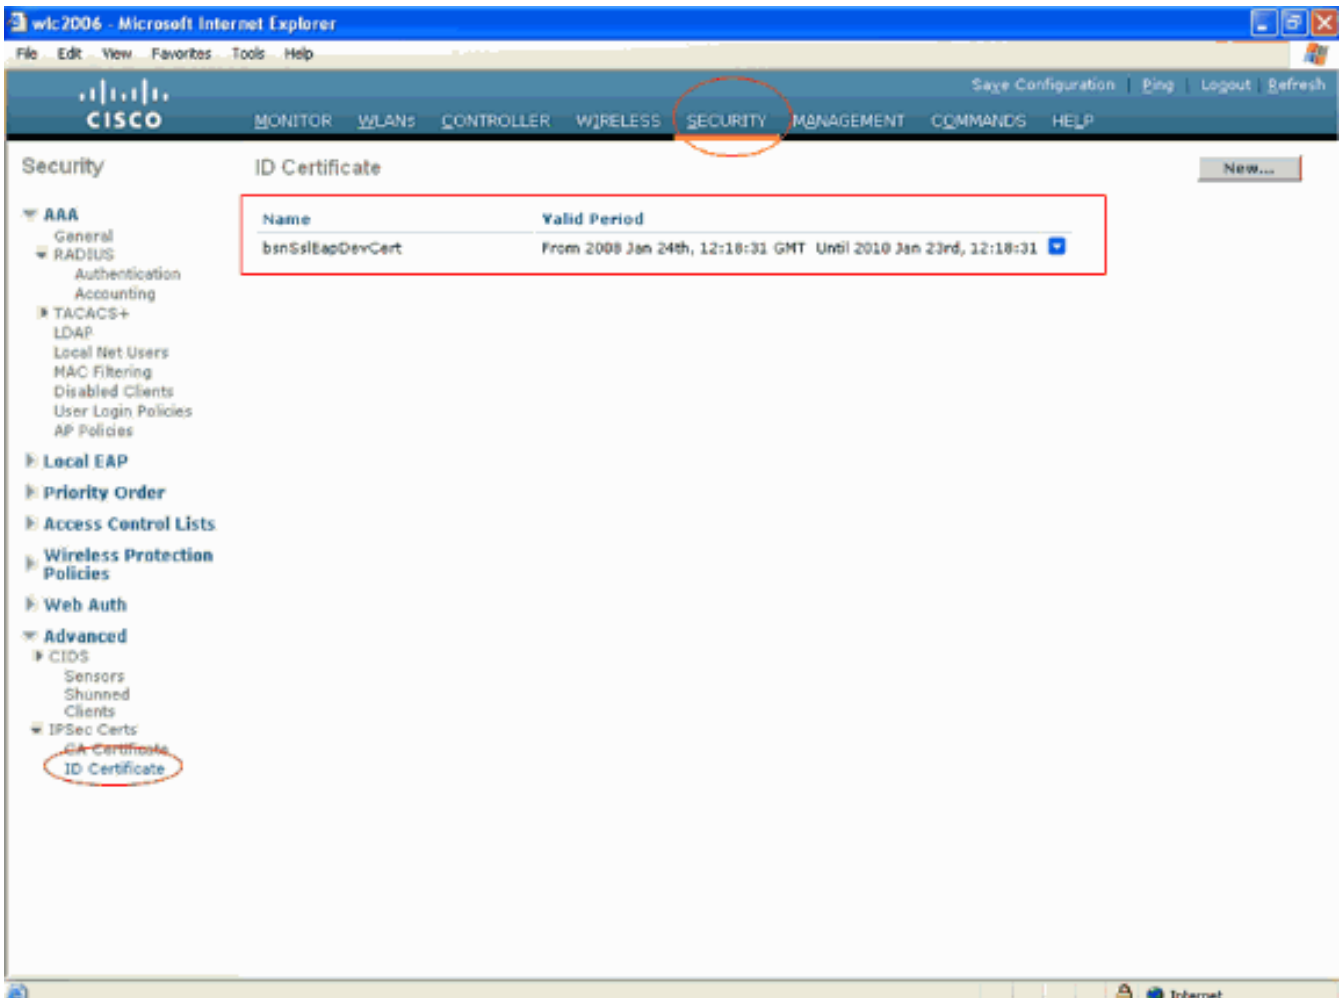 wlc2006 - Microsoft Internet Explorer
File Edit View Favorites Tools Help
Save Configuration | Ping | Logout | Refresh
CISCO
MONITOR WLANs CONTROLLER WIRELESS SECURITY MANAGEMENT COMMANDS HELP
Security
ID Certificate
New...
AAA
General
RADIUS
Authentication
Accounting
TACACS+
LDAP
Local Net Users
MAC Filtering
Disabled Clients
User Login Policies
AP Policies
Local EAP
Priority Order
Access Control Lists
Wireless Protection
Policies
Web Auth
Advanced
CIDS
Sensors
Shunned
Clients
IPSec Certs
CA Certificate
ID Certificate
Name Valid Period
bsnSslEapDevCert From 2008 Jan 24th, 12:18:31 GMT Until 2010 Jan 23rd, 12:18:31
Internet